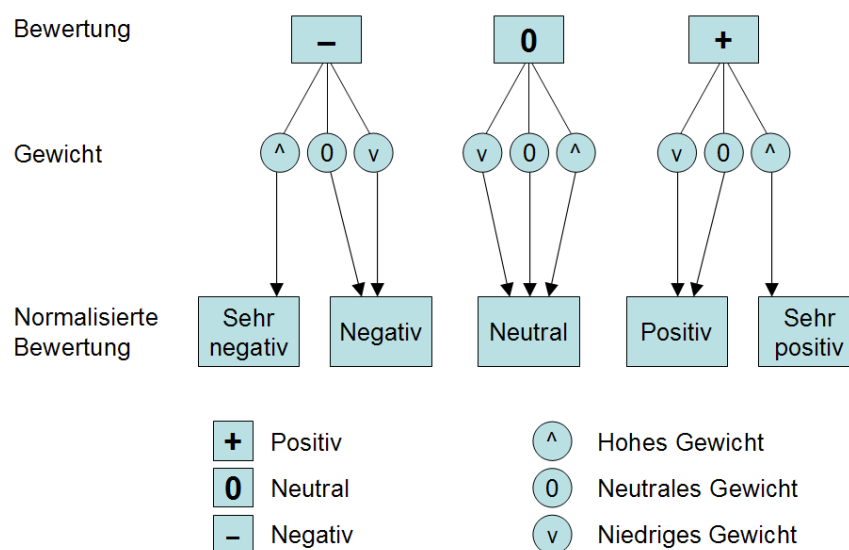 Bewertung
– 0 +
Gewicht
^ 0 v v 0 ^ v 0 ^
Normalisierte
Bewertung
Sehr
negativ
Negativ
Neutral
Positiv
Sehr
positiv
+ Positiv
0 Neutral
– Negativ
^ Hohes Gewicht
0 Neutrales Gewicht
v Niedriges Gewicht